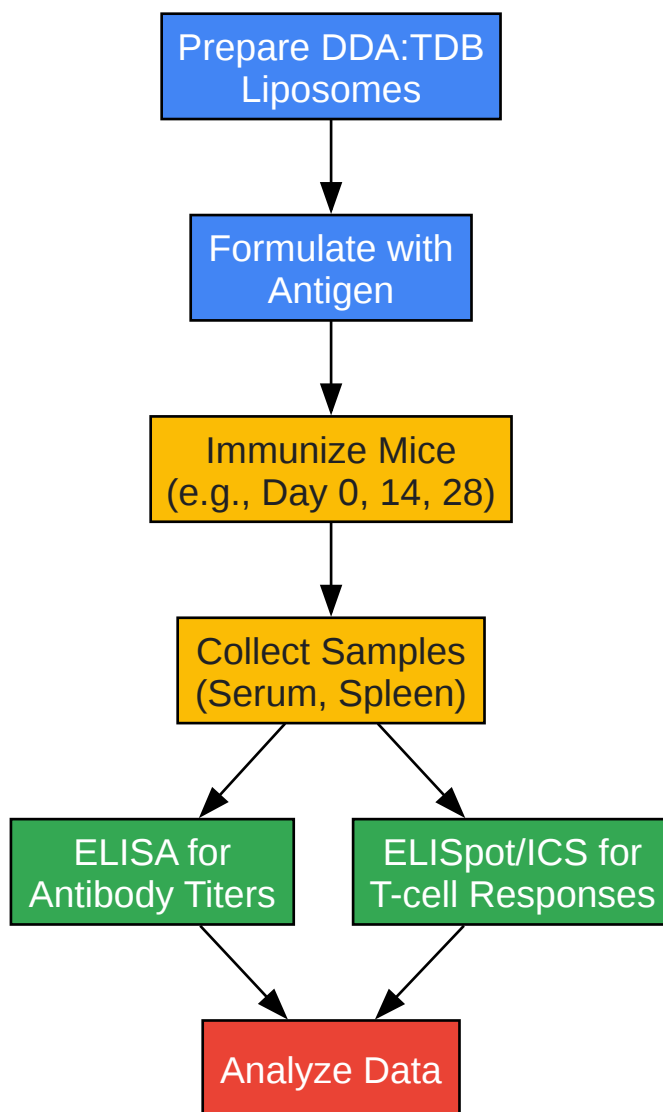 Prepare DDA:TDB
Liposomes
Formulate with
Antigen
Immunize Mice
(e.g., Day 0, 14, 28)
Collect Samples
(Serum, Spleen)
ELISA for
Antibody Titers
ELISpot/ICS for
T-cell Responses
Analyze Data